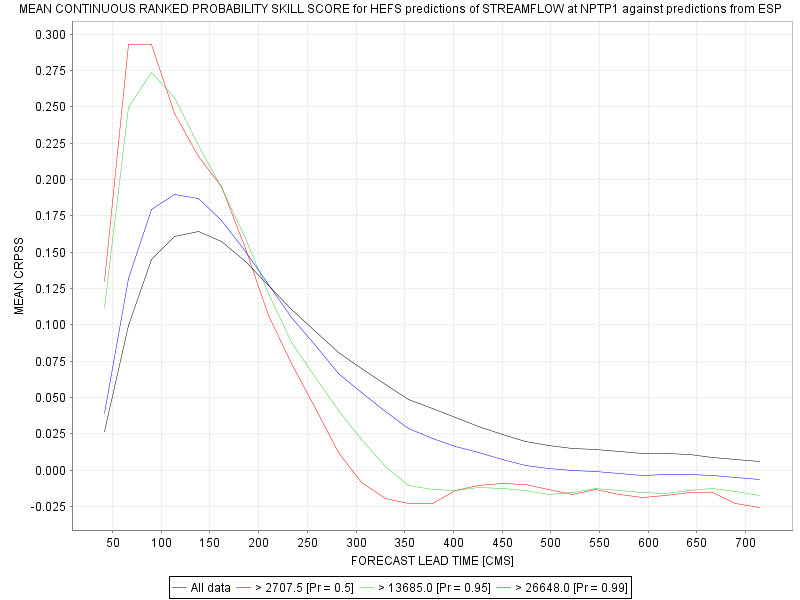 MEAN CONTINUOUS RANKED PROBABILITY SKILL SCORE for HEFS predictions of STREAMFLOW at NPTP1 against predictions from ESP
0.300
0.275
0.250
0.225
0.200
0.175
0.150
0.125
0.100
0.075
0.050
0.025
0.000
-0.025
MEAN CRPSS
50 100 150 200 250 300 350 400 450 500 550 600 650 700
FORECAST LEAD TIME [CMS]
All data > 2707.5 [Pr = 0.5] > 13685.0 [Pr = 0.95] > 26648.0 [Pr = 0.99]